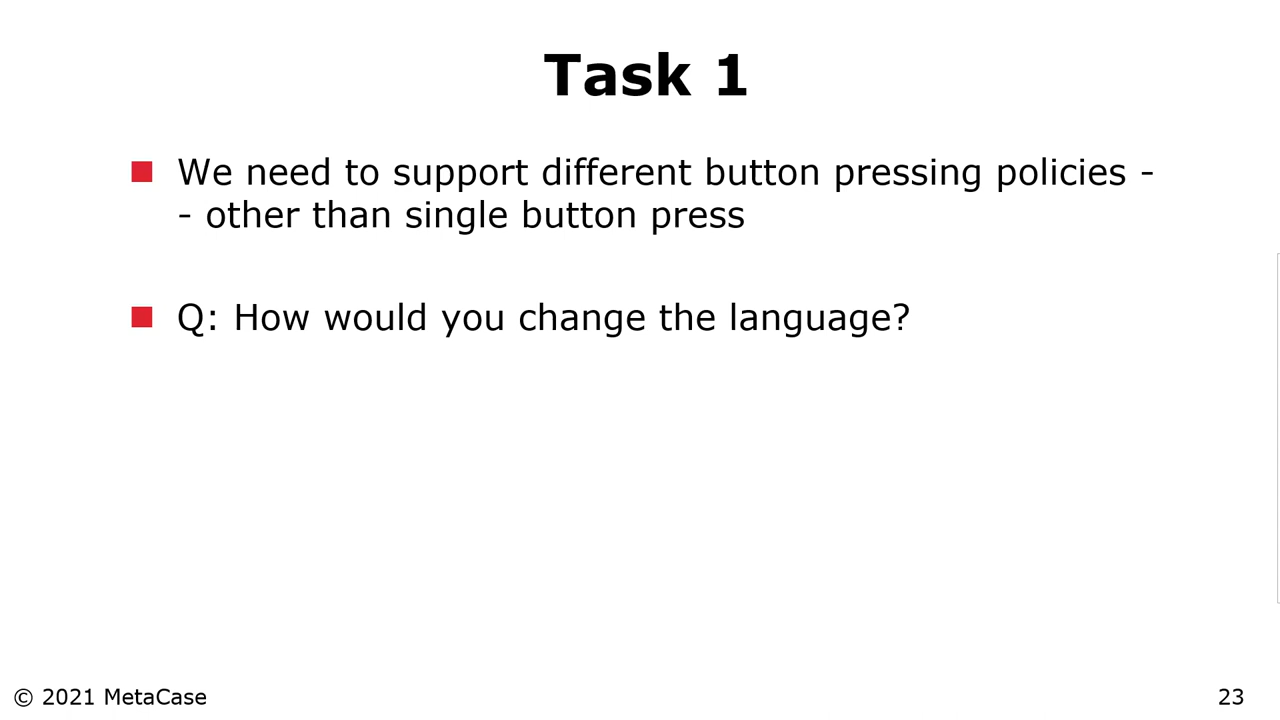 Task 1
We need to support different button pressing policies -
- other than single button press
Q: How would you change the language?
© 2021 MetaCase
23